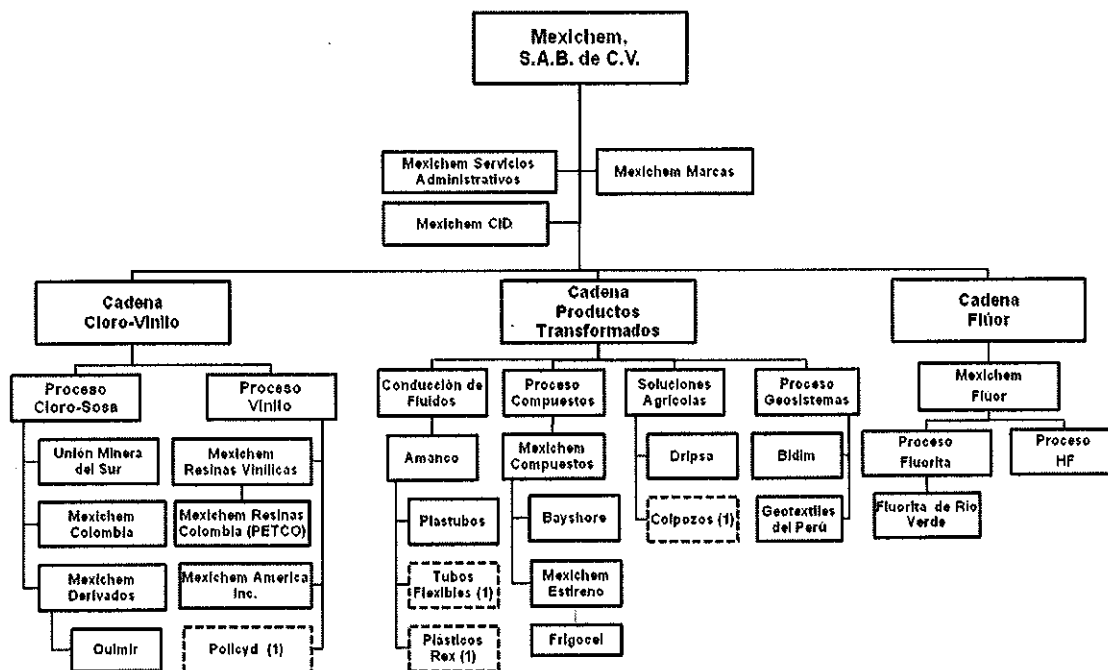 Mexichem,
S.A.B. de C.V.
Mexichem Servicios
Administrativos
Mexichem Marcas
Mexichem CID
Cadena
Cloro-Vinilo
Cadena
Productos
Transformados
Cadena
Flúor
Proceso
Cloro-Sosa
Proceso
Vinilo
Conducción de
Fluidos
Proceso
Compuestos
Soluciones
Agrícolas
Proceso
Geosistemas
Mexichem
Flúor
Unión Minera
del Sur
Mexichem
Resinas Vinílicas
Amanco
Mexichem
Compuestos
Dripsa
Bidim
Proceso
Fluorita
Proceso
HF
Mexichem
Colombia
Mexichem Resinas
Colombia (PETCO)
Plastubos
Bayshore
Colpozos (1)
Geotextiles
del Perú
Fluorita de Rio
Verde
Mexichem
Derivados
Mexichem America
Inc.
Tubos
Flexibles (1)
Mexichem
Estireno
Quimir
Policyd (1)
Plásticos
Rex (1)
Frigocel